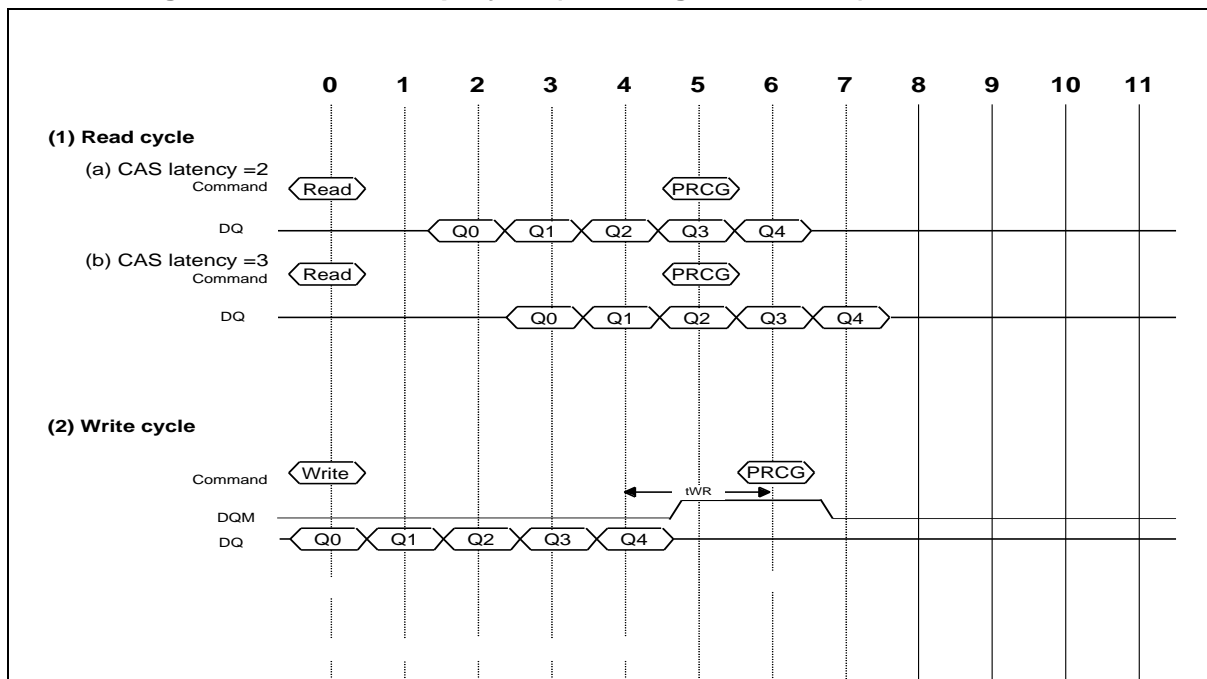 0 1 2 3 4 5 6 7 8 9 10 11
(1) Read cycle
(a) CAS latency =2
Command Read PRCG
DQ Q0 Q1 Q2 Q3 Q4
(b) CAS latency =3
Command Read PRCG
DQ Q0 Q1 Q2 Q3 Q4
(2) Write cycle
Command Write PRCG
tWR
DQM
DQ Q0 Q1 Q2 Q3 Q4